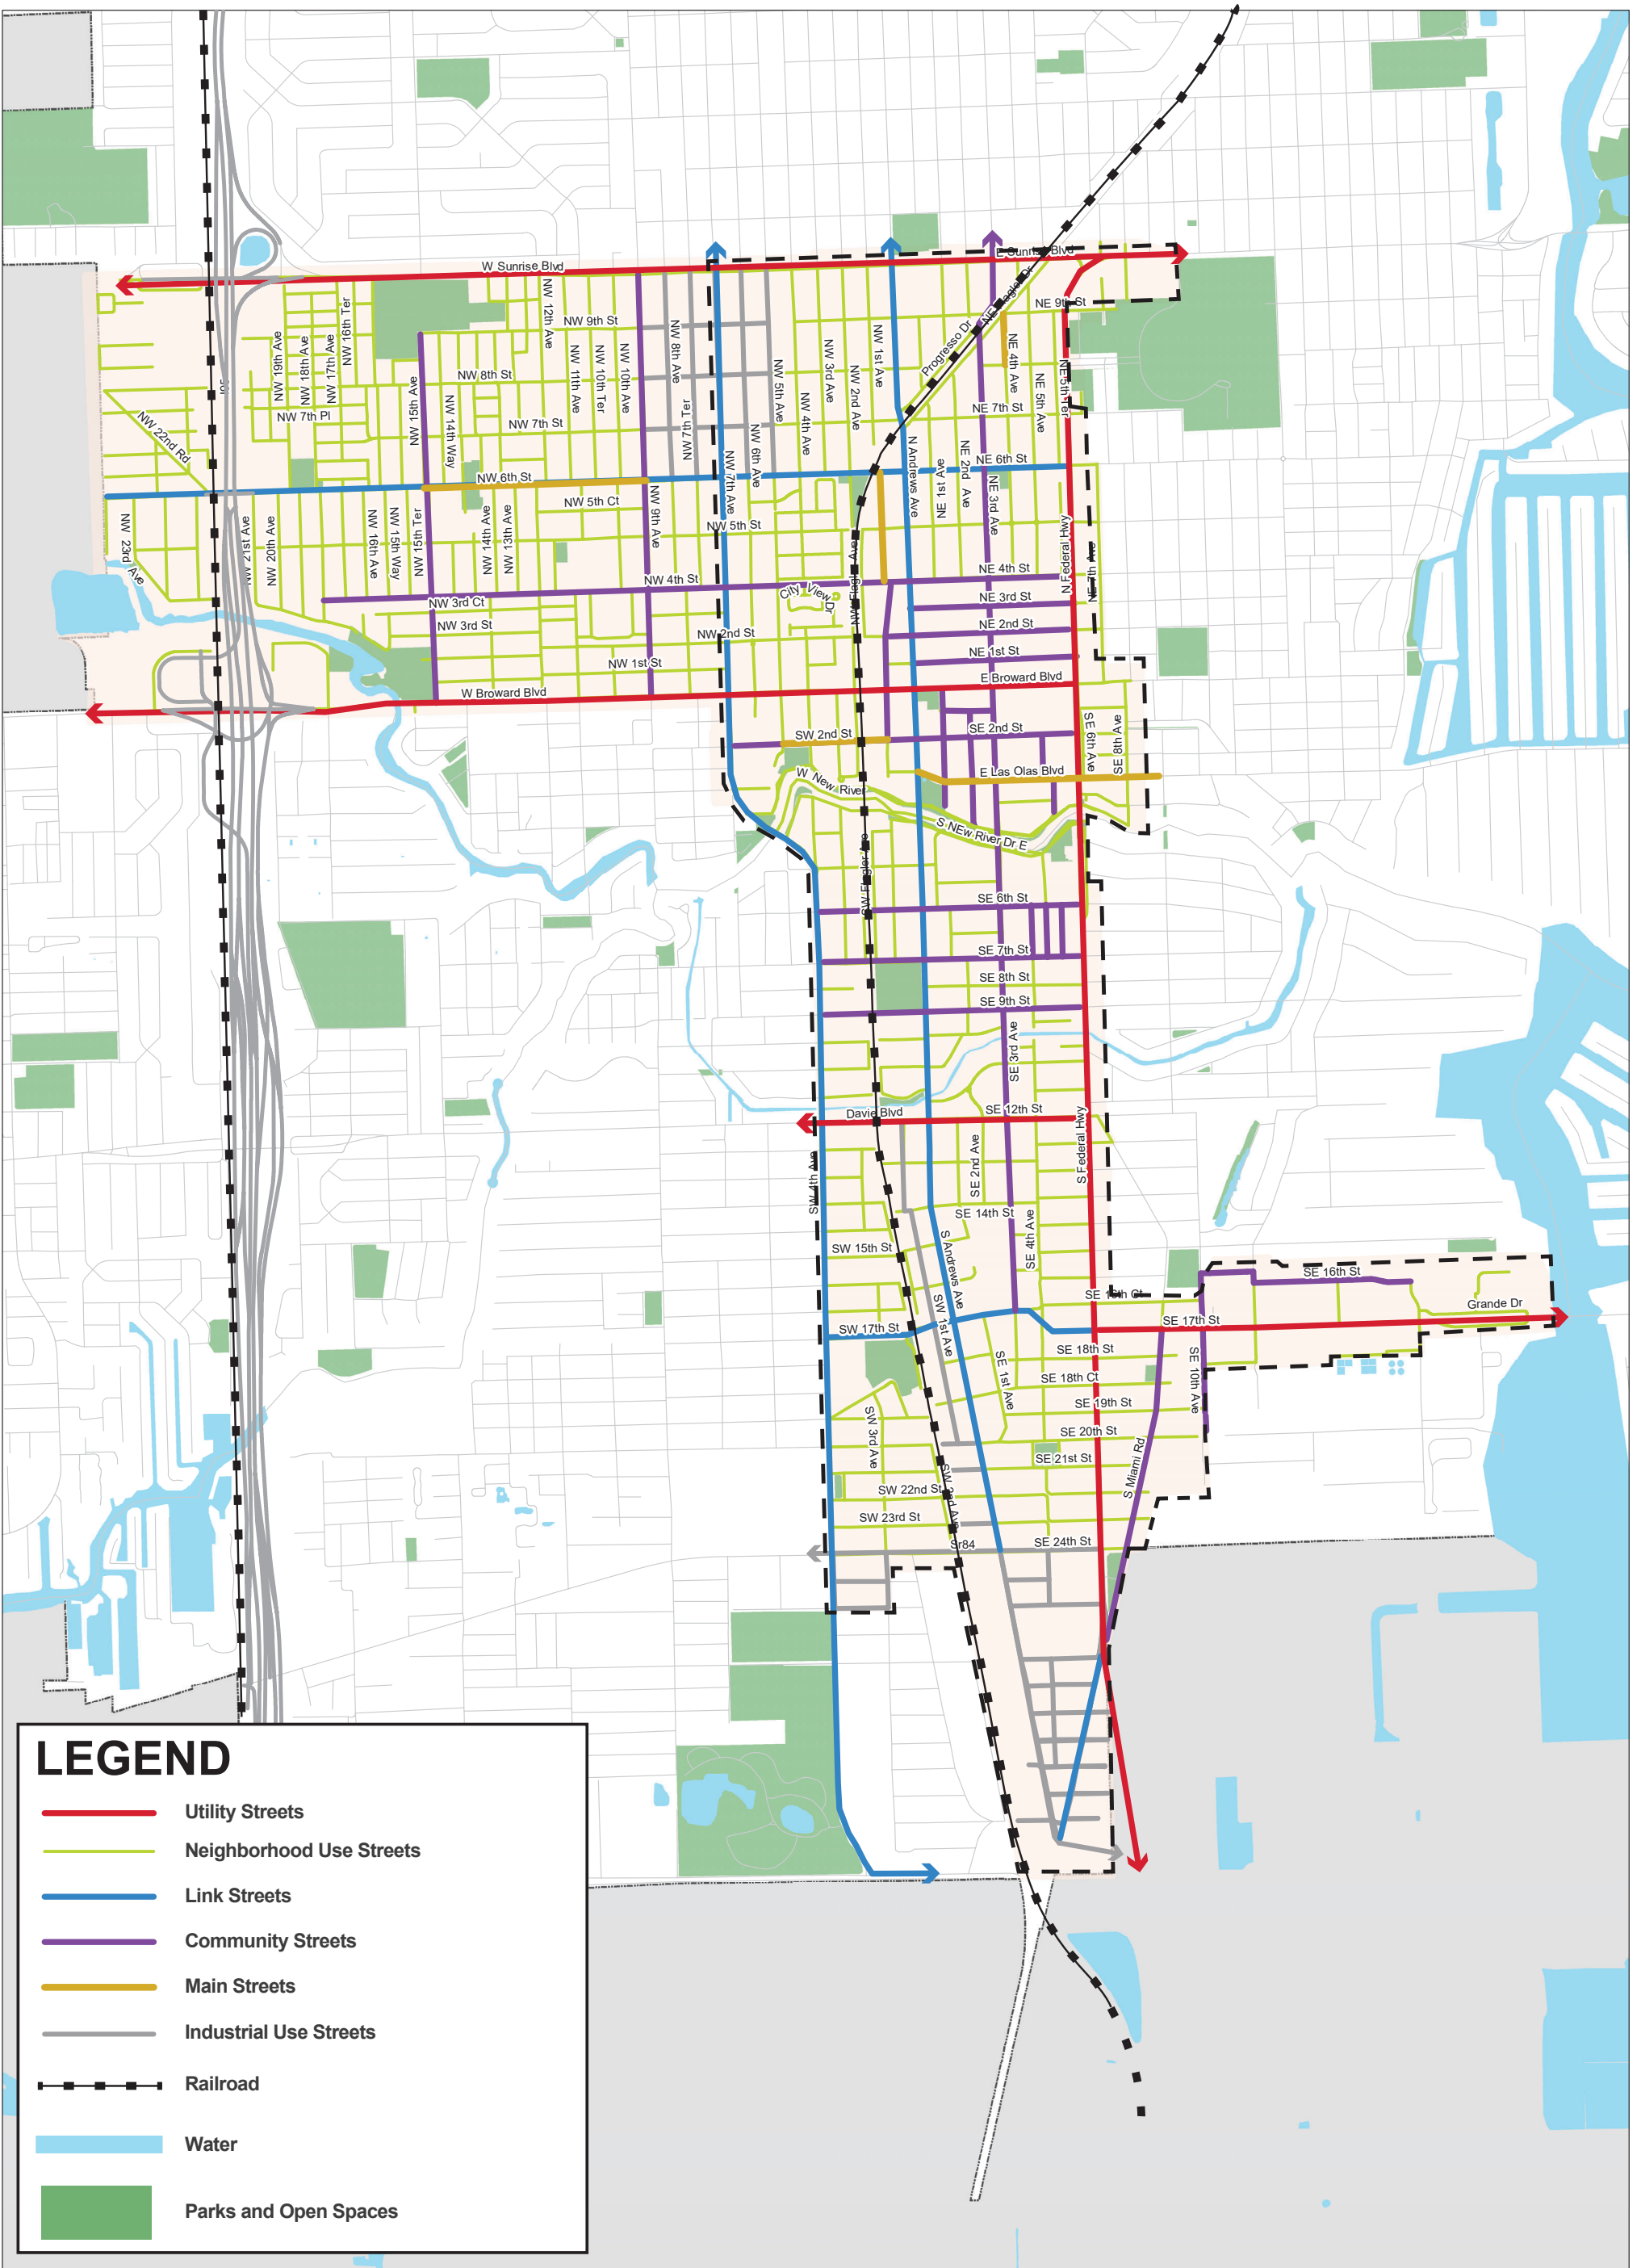 W Sunrise Blvd
E Sunrise Blvd
NE 9th St
NW 12th Ave
NW 9th St
NW 16th Ter
NW 19th Ave
NW 18th Ave
NW 17th Ave
NW 8th Ave
NW 11th Ave
NW 10th Ter
NW 10th Ave
NW 5th Ave
NW 3rd Ave
NW 2nd Ave
NW 1st Ave
Progresso Dr
NE 4th Ave
NE 5th Ave
NE 5th Ter
NW 8th St
NW 15th Ave
NW 14th Way
NW 7th Pl
NW 7th St
NW 7th Ter
NW 4th Ave
NE 7th St
NW 22nd Rd
NW 6th St
NW 7th Ave
NW 6th Ave
N Andrews Ave
NE 1st Ave
NE 2nd Ave
NE 3rd Ave
NE 6th St
NW 5th Ct
NW 5th St
NW 9th Ave
NW 23rd Ave
NW 21st Ave
NW 20th Ave
NW 16th Ave
NW 15th Way
NW 15th Ter
NW 14th Ave
NW 13th Ave
N Federal Hwy
NE 7th Ave
NW 4th St
NE 4th St
NW 3rd Ct
City View Dr
NE 3rd St
NW 3rd St
NW 2nd St
NE 2nd St
NW 1st St
NE 1st St
W Broward Blvd
E Broward Blvd
SW 2nd St
SE 2nd St
SE 6th Ave
SE 8th Ave
E Las Olas Blvd
W New River
S NEw River Dr E
SW Flagler Ave
SE 6th St
SE 7th St
SE 8th St
SE 9th St
SE 3rd Ave
Davie Blvd
SE 12th St
S Federal Hwy
SW 4th Ave
SE 2nd Ave
SE 14th St
SE 4th Ave
SW 15th St
S Andrews Ave
SE 16th St
SE 16th Ct
Grande Dr
SW 17th St
SW 1st Ave
SE 17th St
SE 18th St
SE 1st Ave
SE 10th Ave
SE 18th Ct
SE 19th St
SW 3rd Ave
SE 20th St
SE 21st St
S Miami Rd
SW 22nd St
SW 2nd Ave
SW 23rd St
Sr84
SE 24th St
LEGEND
Utility Streets
Neighborhood Use Streets
Link Streets
Community Streets
Main Streets
Industrial Use Streets
Railroad
Water
Parks and Open Spaces